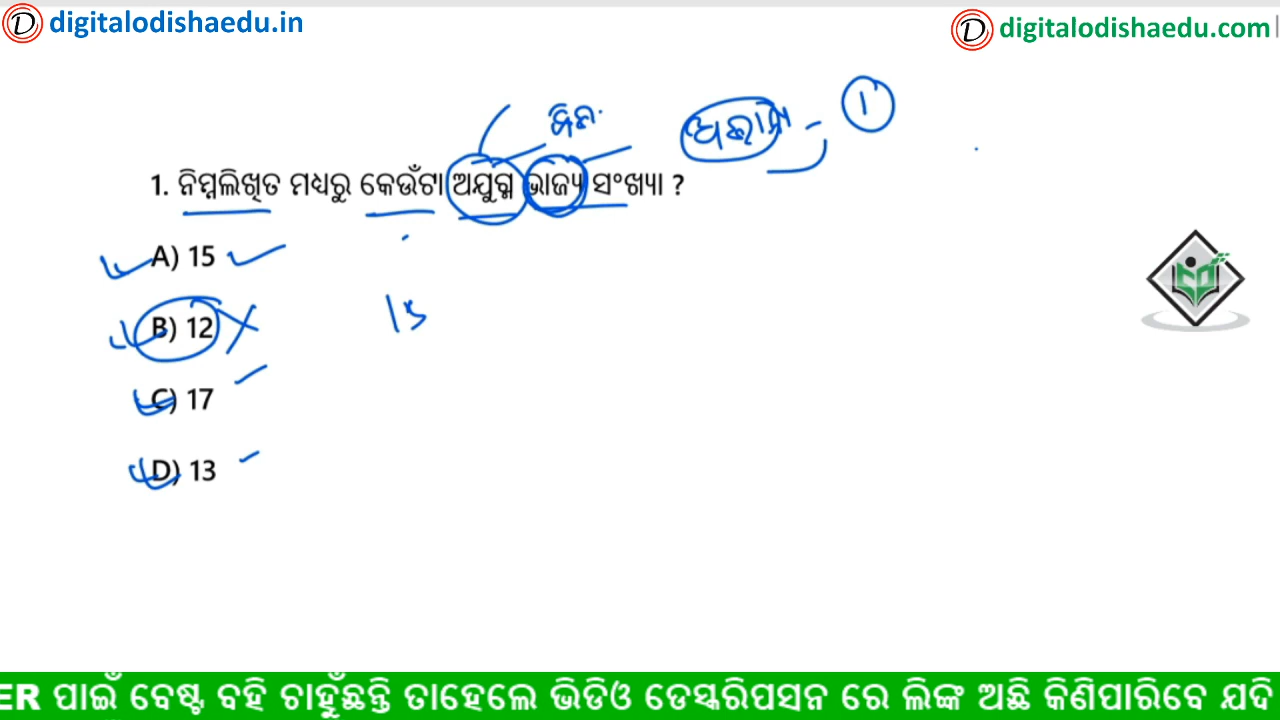 digitalodishaedu.in
digitalodishaedu.com
1. ନିମ୍ନଲିଖିତ ମଧ୍ୟରୁ କେଉଁଟା ଅଯୁଗ୍ମ ଭାଜ୍ୟ ସଂଖ୍ୟା ?
A) 15
B) 12
15
C) 17
D) 13
ER ପାଇଁ ବେଷ୍ଟ ବହି ଚାହୁଁଛନ୍ତି ତାହେଲେ ଭିଡିଓ ଡେସ୍କରିପସନ ରେ ଲିଙ୍କ ଅଛି କିଣିପାରିବେ ଯଦି